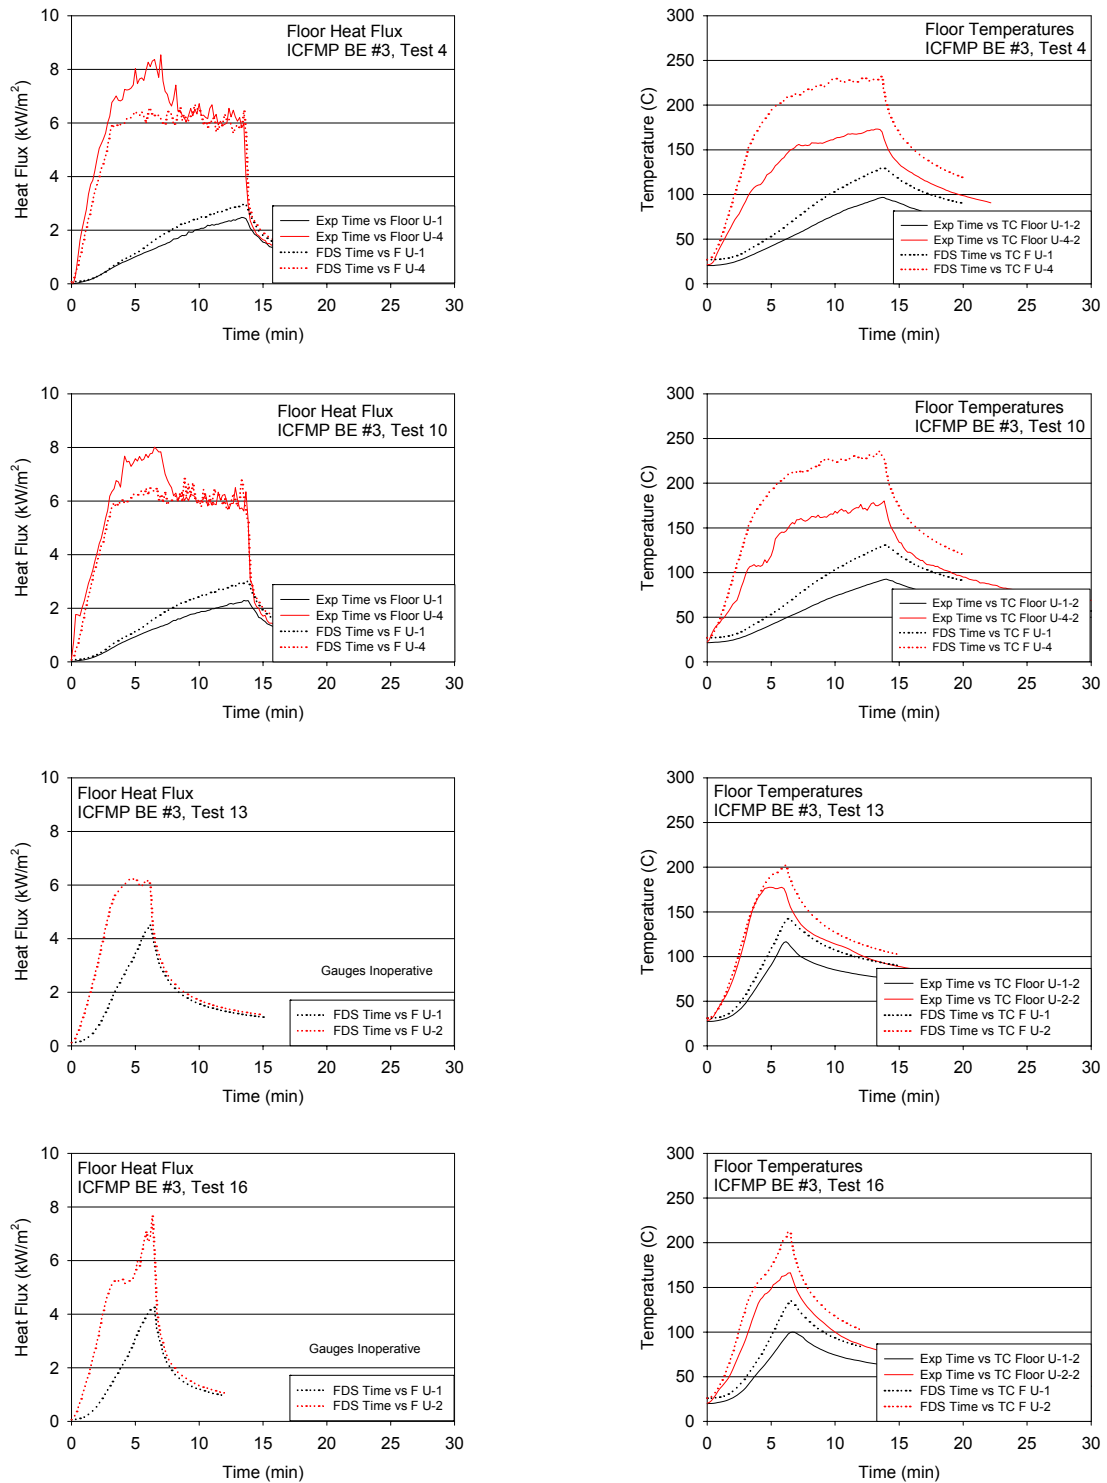 Floor Heat Flux
ICFMP BE #3, Test 4
Heat Flux (kW/m²)
10
8
6
4
2
0
0 5 10 15 20 25 30
Time (min)
Exp Time vs Floor U-1
Exp Time vs Floor U-4
FDS Time vs F U-1
FDS Time vs F U-4
Floor Temperatures
ICFMP BE #3, Test 4
Temperature (C)
300
250
200
150
100
50
0
0 5 10 15 20 25 30
Time (min)
Exp Time vs TC Floor U-1-2
Exp Time vs TC Floor U-4-2
FDS Time vs TC F U-1
FDS Time vs TC F U-4
Floor Heat Flux
ICFMP BE #3, Test 10
Heat Flux (kW/m²)
10
8
6
4
2
0
0 5 10 15 20 25 30
Time (min)
Exp Time vs Floor U-1
Exp Time vs Floor U-4
FDS Time vs F U-1
FDS Time vs F U-4
Floor Temperatures
ICFMP BE #3, Test 10
Temperature (C)
300
250
200
150
100
50
0
0 5 10 15 20 25 30
Time (min)
Exp Time vs TC Floor U-1-2
Exp Time vs TC Floor U-4-2
FDS Time vs TC F U-1
FDS Time vs TC F U-4
Floor Heat Flux
ICFMP BE #3, Test 13
Heat Flux (kW/m²)
10
8
6
4
2
0
0 5 10 15 20 25 30
Time (min)
Gauges Inoperative
FDS Time vs F U-1
FDS Time vs F U-2
Floor Temperatures
ICFMP BE #3, Test 13
Temperature (C)
300
250
200
150
100
50
0
0 5 10 15 20 25 30
Time (min)
Exp Time vs TC Floor U-1-2
Exp Time vs TC Floor U-2-2
FDS Time vs TC F U-1
FDS Time vs TC F U-2
Floor Heat Flux
ICFMP BE #3, Test 16
Heat Flux (kW/m²)
10
8
6
4
2
0
0 5 10 15 20 25 30
Time (min)
Gauges Inoperative
FDS Time vs F U-1
FDS Time vs F U-2
Floor Temperatures
ICFMP BE #3, Test 16
Temperature (C)
300
250
200
150
100
50
0
0 5 10 15 20 25 30
Time (min)
Exp Time vs TC Floor U-1-2
Exp Time vs TC Floor U-2-2
FDS Time vs TC F U-1
FDS Time vs TC F U-2